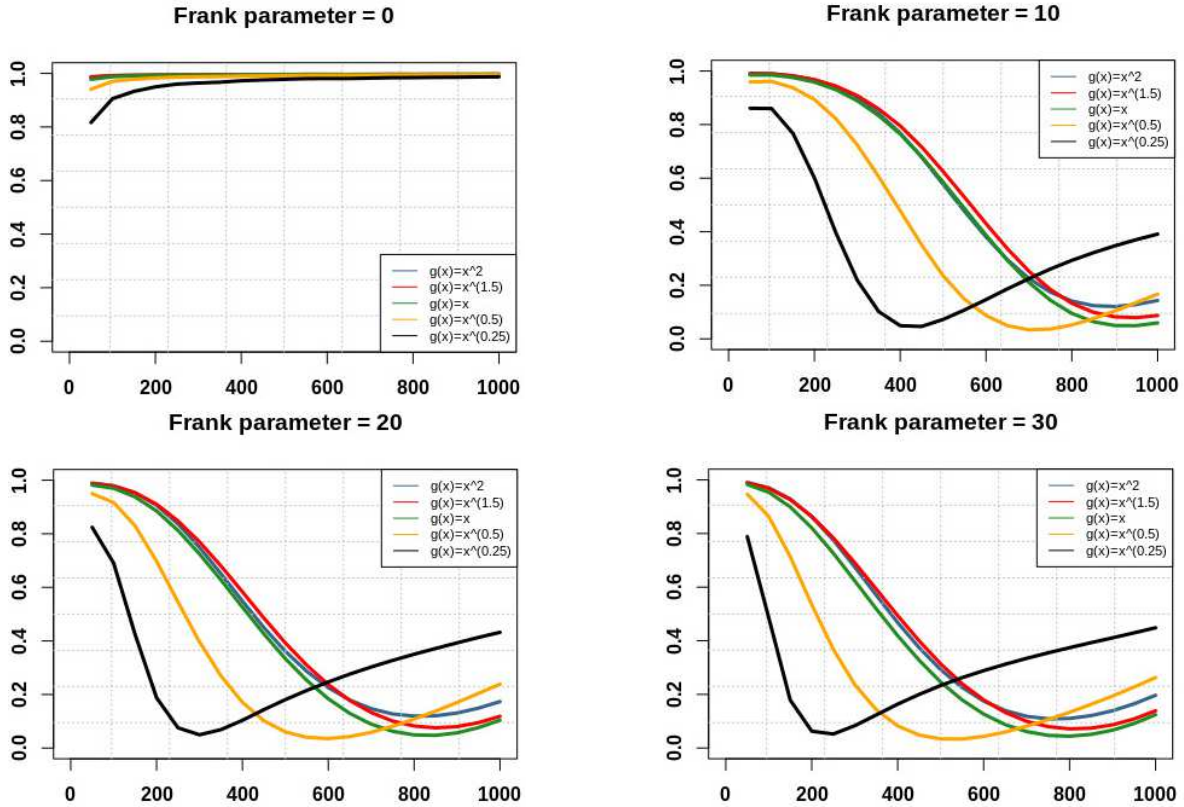 Frank parameter = 0
1.0
0.8
0.6
0.4
0.2
0.0
g(x)=x^2
g(x)=x^(1.5)
g(x)=x
g(x)=x^(0.5)
g(x)=x^(0.25)
0 200 400 600 800 1000
Frank parameter = 10
1.0
0.8
0.6
0.4
0.2
0.0
g(x)=x^2
g(x)=x^(1.5)
g(x)=x
g(x)=x^(0.5)
g(x)=x^(0.25)
0 200 400 600 800 1000
Frank parameter = 20
1.0
0.8
0.6
0.4
0.2
0.0
g(x)=x^2
g(x)=x^(1.5)
g(x)=x
g(x)=x^(0.5)
g(x)=x^(0.25)
0 200 400 600 800 1000
Frank parameter = 30
1.0
0.8
0.6
0.4
0.2
0.0
g(x)=x^2
g(x)=x^(1.5)
g(x)=x
g(x)=x^(0.5)
g(x)=x^(0.25)
0 200 400 600 800 1000